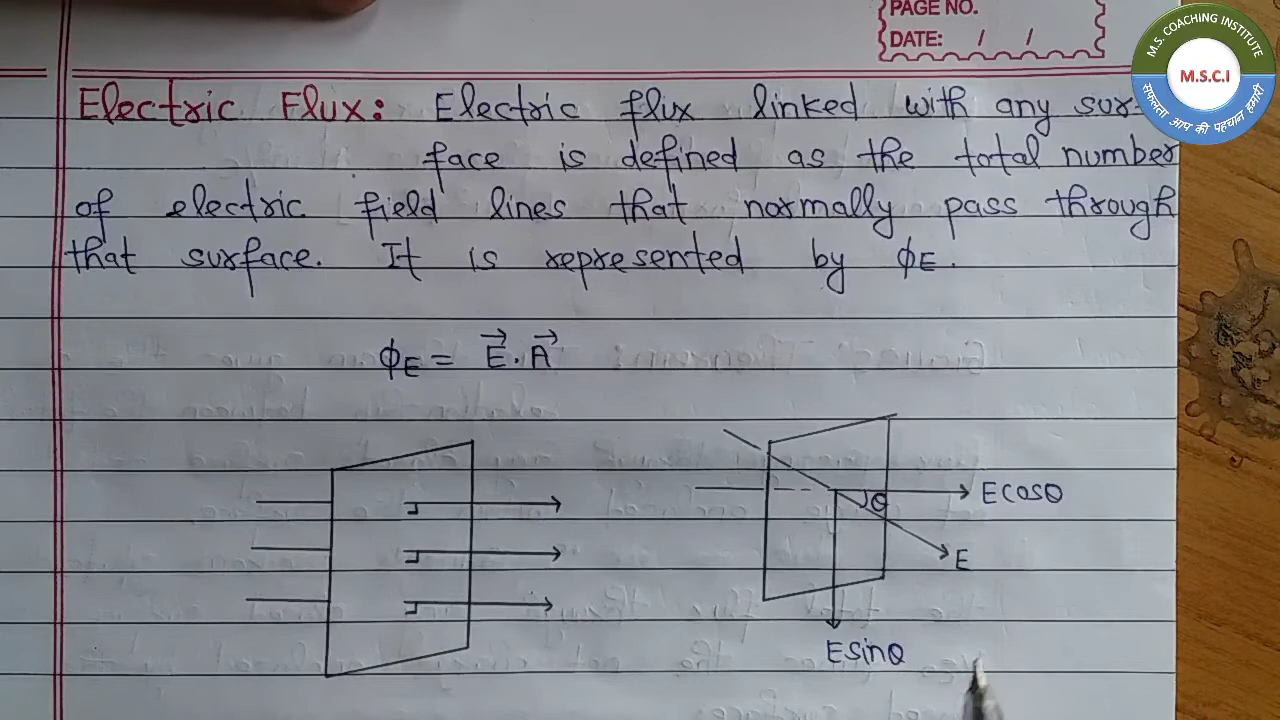 PAGE NO.
DATE: / /
M.S. COACHING INSTITUTE
M.S.C.I
सफलता आप की पहचान हमारी
Electric Flux: Electric flux linked with any sur-
face is defined as the total number
of electric field lines that normally pass through
that surface. It is represented by ϕE.
ϕE = E⃗ . A⃗
θ
E cosθ
E
E sinθ